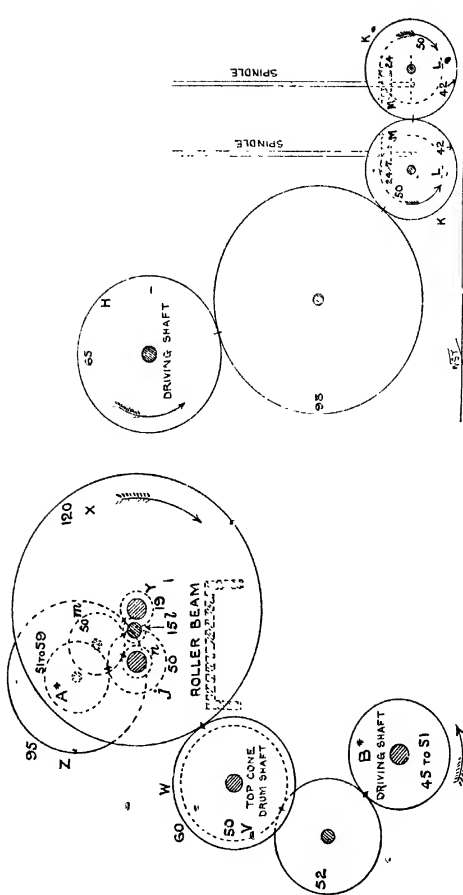 K
50
24
M
L
42
SPINDLE
SPINDLE
M
24
50
L
42
K
65
H
DRIVING SHAFT
95
120
X
m
50
51 TO 59
A*
95
Z
Y
19
15
l
n
50
j
ROLLER BEAM
W
60
50
V
TOP CONE
DRUM SHAFT
52
B*
DRIVING SHAFT
45 TO 51